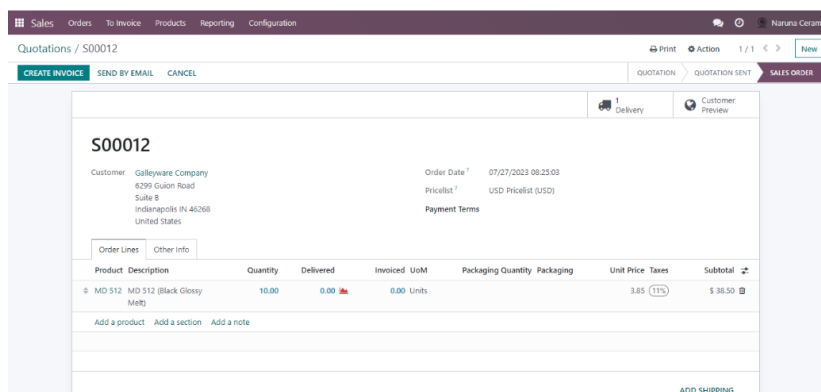 Sales Orders To Invoice Products Reporting Configuration Naruna Ceram
Quotations / S00012 Print Action 1 / 1 New
CREATE INVOICE SEND BY EMAIL CANCEL QUOTATION QUOTATION SENT SALES ORDER
1 Delivery Customer Preview
S00012
Customer Galleyware Company Order Date ? 07/27/2023 08:25:03
6299 Guion Road
Suite B Pricelist ? USD Pricelist (USD)
Indianapolis IN 46268 Payment Terms
United States
Order Lines Other Info
Product Description Quantity Delivered Invoiced UoM Packaging Quantity Packaging Unit Price Taxes Subtotal
MD 512 MD 512 (Black Glossy 10.00 0.00 0.00 Units 3.85 11% $ 38.50
Melt)
Add a product Add a section Add a note
ADD SHIPPING